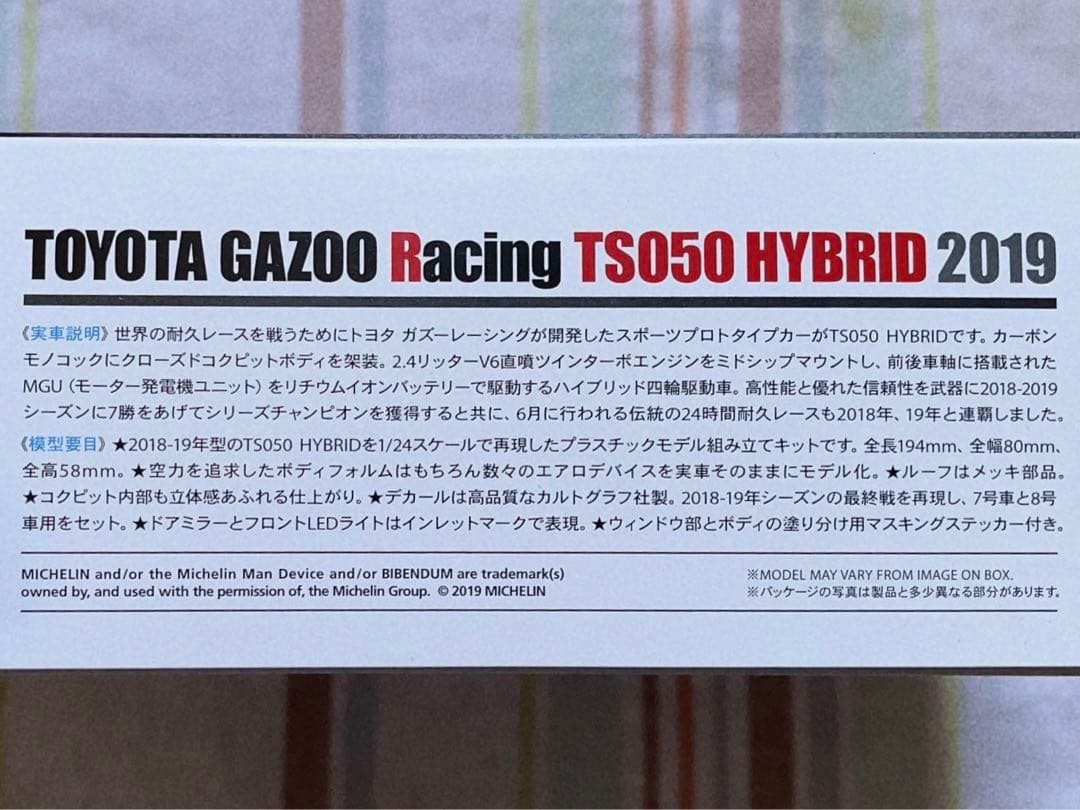 TOYOTA GAZOO Racing TS050 HYBRID 2019
《実車説明》世界の耐久レースを戦うためにトヨタ ガズーレーシングが開発したスポーツプロトタイプカーがTS050 HYBRIDです。カーボン
モノコックにクローズドコクピットボディを架装。2.4リッターV6直噴ツインターボエンジンをミドシップマウントし、前後車軸に搭載された
MGU（モーター発電機ユニット）をリチウムイオンバッテリーで駆動するハイブリッド四輪駆動車。高性能と優れた信頼性を武器に2018-2019
シーズンに7勝をあげてシリーズチャンピオンを獲得すると共に、6月に行われる伝統の24時間耐久レースも2018年、19年と連覇しました。
《模型要目》★2018-19年型のTS050 HYBRIDを1/24スケールで再現したプラスチックモデル組み立てキットです。全長194mm、全幅80mm、
全高58mm。★空力を追求したボディフォルムはもちろん数々のエアロデバイスを実車そのままにモデル化。★ルーフはメッキ部品。
★コクピット内部も立体感あふれる仕上がり。★デカールは高品質なカルトグラフ社製。2018-19年シーズンの最終戦を再現し、7号車と8号
車用をセット。★ドアミラーとフロントLEDライトはインレットマークで表現。★ウィンドウ部とボディの塗り分け用マスキングステッカー付き。
MICHELIN and/or the Michelin Man Device and/or BIBENDUM are trademark(s)
owned by, and used with the permission of, the Michelin Group. © 2019 MICHELIN
※MODEL MAY VARY FROM IMAGE ON BOX.
※パッケージの写真は製品と多少異なる部分があります。